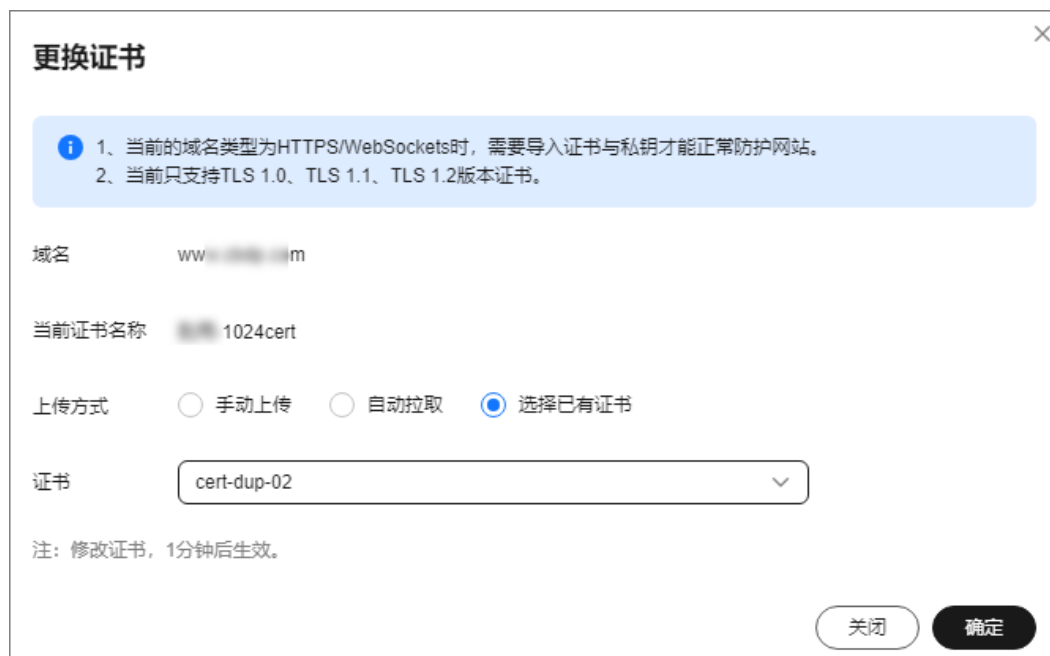 更换证书
1、当前的域名类型为HTTPS/WebSockets时，需要导入证书与私钥才能正常防护网站。
2、当前只支持TLS 1.0、TLS 1.1、TLS 1.2版本证书。
域名 ww m
当前证书名称 1024cert
上传方式 手动上传 自动拉取 选择已有证书
证书 cert-dup-02
注：修改证书，1分钟后生效。
关闭 确定